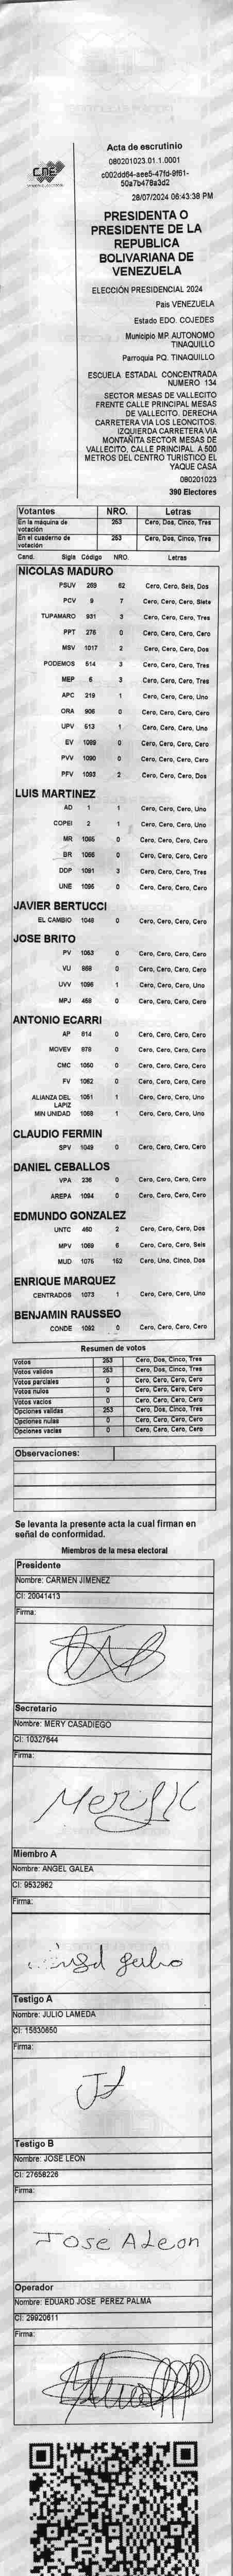 CNE
Acta de escrutinio
080201023.01.1.0001
c002dd64-aee5-47fd-9f61-
50a7b478a3d2
28/07/2024 06:43:38 PM
PRESIDENTA O
PRESIDENTE DE LA
REPUBLICA
BOLIVARIANA DE
VENEZUELA
ELECCIÓN PRESIDENCIAL 2024
Pais VENEZUELA
Estado EDO. COJEDES
Municipio MP. AUTONOMO
TINAQUILLO
Parroquia PQ. TINAQUILLO
ESCUELA ESTADAL CONCENTRADA
NUMERO 134
SECTOR MESAS DE VALLECITO
FRENTE CALLE PRINCIPAL MESAS
DE VALLECITO. DERECHA
CARRETERA VIA LOS LEONCITOS.
IZQUIERDA CARRETERA VIA
MONTAÑITA SECTOR MESAS DE
VALLECITO, CALLE PRINCIPAL A 500
METROS DEL CENTRO TURISTICO EL
YAQUE CASA
080201023
390 Electores
Votantes NRO. Letras
En la máquina de votación 253 Cero, Dos, Cinco, Tres
En el cuaderno de votación 253 Cero, Dos, Cinco, Tres
Cand. Sigla Código NRO. Letras
NICOLAS MADURO
PSUV 269 62 Cero, Cero, Seis, Dos
PCV 9 7 Cero, Cero, Cero, Siete
TUPAMARO 931 3 Cero, Cero, Cero, Tres
PPT 276 0 Cero, Cero, Cero, Cero
MSV 1017 2 Cero, Cero, Cero, Dos
PODEMOS 514 3 Cero, Cero, Cero, Tres
MEP 6 3 Cero, Cero, Cero, Tres
APC 219 1 Cero, Cero, Cero, Uno
ORA 906 0 Cero, Cero, Cero, Cero
UPV 613 1 Cero, Cero, Cero, Uno
EV 1089 0 Cero, Cero, Cero, Cero
PVV 1090 0 Cero, Cero, Cero, Cero
PFV 1093 2 Cero, Cero, Cero, Dos
LUIS MARTINEZ
AD 1 1 Cero, Cero, Cero, Uno
COPEI 2 1 Cero, Cero, Cero, Uno
MR 1065 0 Cero, Cero, Cero, Cero
BR 1066 0 Cero, Cero, Cero, Cero
DDP 1091 3 Cero, Cero, Cero, Tres
UNE 1095 0 Cero, Cero, Cero, Cero
JAVIER BERTUCCI
EL CAMBIO 1048 0 Cero, Cero, Cero, Cero
JOSE BRITO
PV 1053 0 Cero, Cero, Cero, Cero
VU 868 0 Cero, Cero, Cero, Cero
UVV 1096 1 Cero, Cero, Cero, Uno
MPJ 458 0 Cero, Cero, Cero, Cero
ANTONIO ECARRI
AP 614 0 Cero, Cero, Cero, Cero
MOVEV 878 0 Cero, Cero, Cero, Cero
CMC 1050 0 Cero, Cero, Cero, Cero
FV 1062 0 Cero, Cero, Cero, Cero
ALIANZA DEL LAPIZ 1051 1 Cero, Cero, Cero, Uno
MIN UNIDAD 1068 1 Cero, Cero, Cero, Uno
CLAUDIO FERMIN
SPV 1049 0 Cero, Cero, Cero, Cero
DANIEL CEBALLOS
VPA 236 0 Cero, Cero, Cero, Cero
AREPA 1094 0 Cero, Cero, Cero, Cero
EDMUNDO GONZALEZ
UNTC 460 2 Cero, Cero, Cero, Dos
MPV 1069 6 Cero, Cero, Cero, Seis
MUD 1075 152 Cero, Uno, Cinco, Dos
ENRIQUE MARQUEZ
CENTRADOS 1073 1 Cero, Cero, Cero, Uno
BENJAMIN RAUSSEO
CONDE 1092 0 Cero, Cero, Cero, Cero
Resumen de votos
Votos 253 Cero, Dos, Cinco, Tres
Votos validos 253 Cero, Dos, Cinco, Tres
Votos parciales 0 Cero, Cero, Cero, Cero
Votos nulos 0 Cero, Cero, Cero, Cero
Votos vacios 0 Cero, Cero, Cero, Cero
Opciones validas 253 Cero, Dos, Cinco, Tres
Opciones nulas 0 Cero, Cero, Cero, Cero
Opciones vacias 0 Cero, Cero, Cero, Cero
Observaciones:
Se levanta la presente acta la cual firman en
señal de conformidad.
Miembros de la mesa electoral
Presidente
Nombre: CARMEN JIMENEZ
CI: 20041413
Firma:
Secretario
Nombre: MERY CASADIEGO
CI: 10327644
Firma:
Miembro A
Nombre: ANGEL GALEA
CI: 9532962
Firma:
Testigo A
Nombre: JULIO LAMEDA
CI: 15630650
Firma:
Testigo B
Nombre: JOSE LEON
CI: 27658226
Firma:
Jose A Leon
Operador
Nombre: EDUARD JOSE PEREZ PALMA
CI: 29920611
Firma: